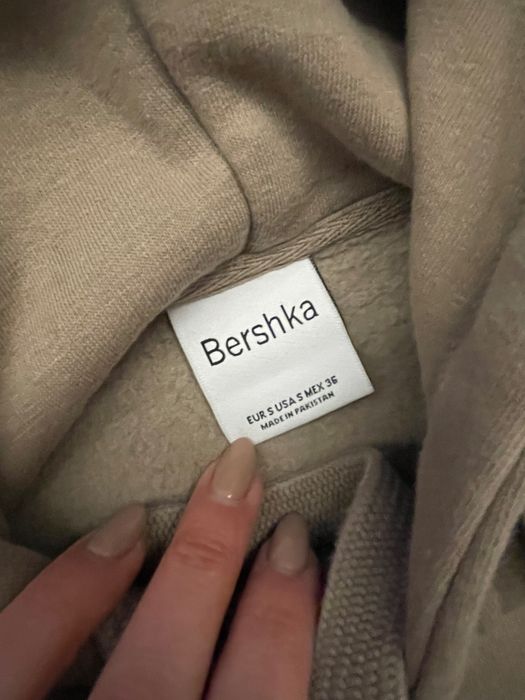 Bershka
EUR S USA S MEX 36
MADE IN PAKISTAN